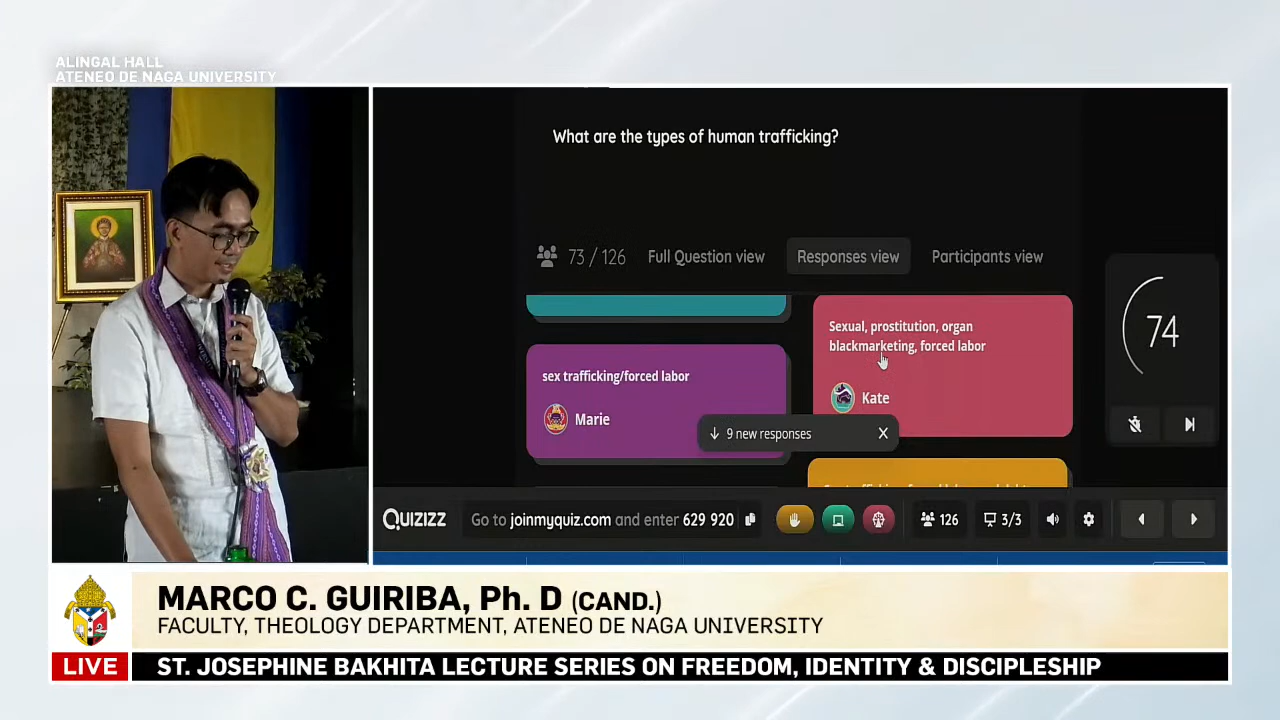 ALINGAL HALL
ATENEO DE NAGA UNIVERSITY
What are the types of human trafficking?
73 / 126
Full Question view
Responses view
Participants view
74
Sexual, prostitution, organ
blackmarketing, forced labor
Kate
sex trafficking/forced labor
Marie
↓ 9 new responses X
QUIZIZZ
Go to joinmyquiz.com and enter 629 920
126
3/3
MARCO C. GUIRIBA, Ph. D (CAND.)
FACULTY, THEOLOGY DEPARTMENT, ATENEO DE NAGA UNIVERSITY
LIVE
ST. JOSEPHINE BAKHITA LECTURE SERIES ON FREEDOM, IDENTITY & DISCIPLESHIP